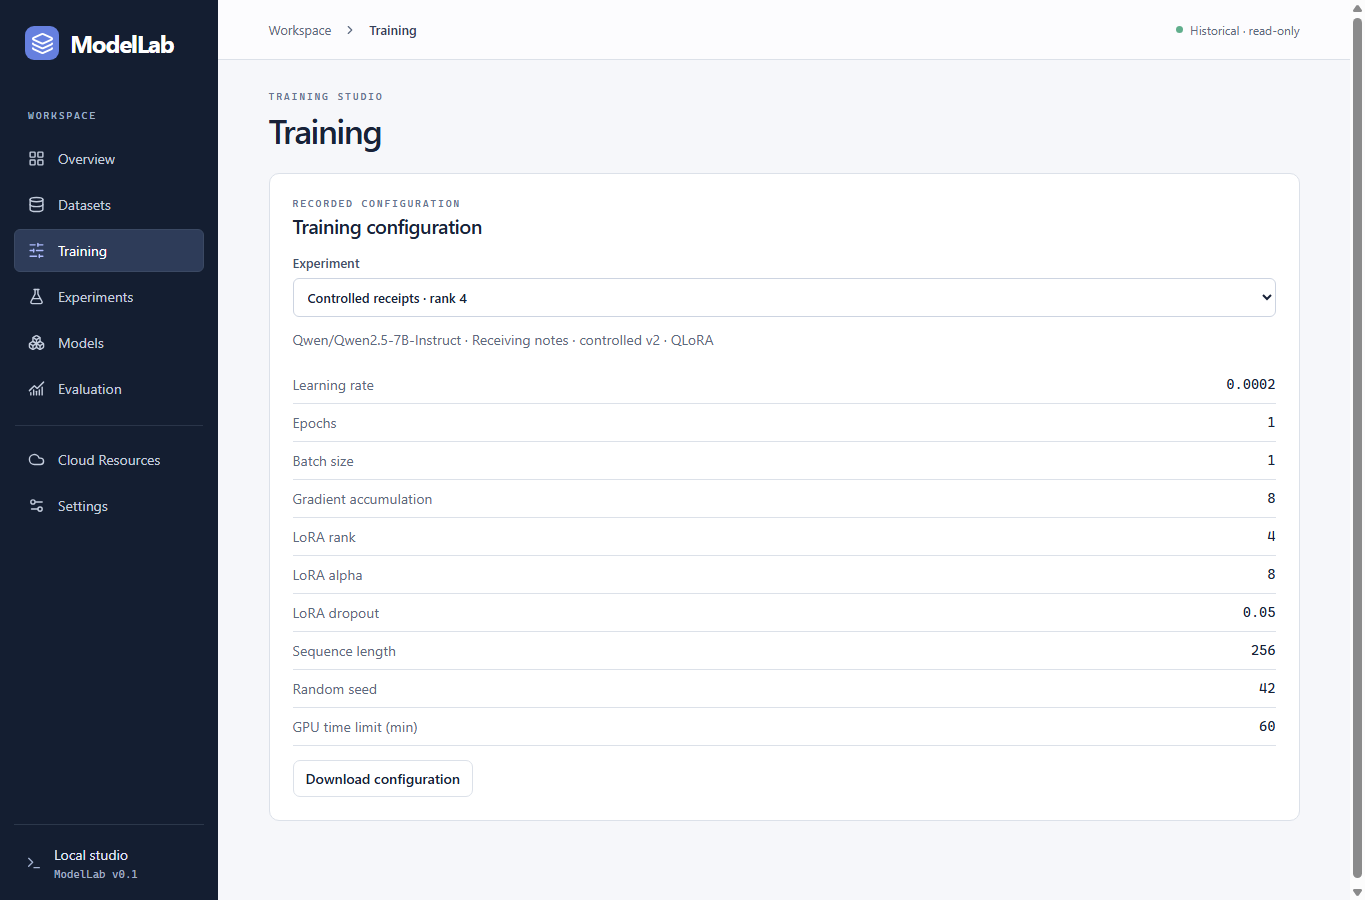 ModelLab
WORKSPACE
Overview
Datasets
Training
Experiments
Models
Evaluation
Cloud Resources
Settings
Local studio
ModelLab v0.1
Workspace > Training
Historical · read-only
TRAINING STUDIO
Training
RECORDED CONFIGURATION
Training configuration
Experiment
Controlled receipts · rank 4
Qwen/Qwen2.5-7B-Instruct · Receiving notes · controlled v2 · QLoRA
Learning rate 0.0002
Epochs 1
Batch size 1
Gradient accumulation 8
LoRA rank 4
LoRA alpha 8
LoRA dropout 0.05
Sequence length 256
Random seed 42
GPU time limit (min) 60
Download configuration